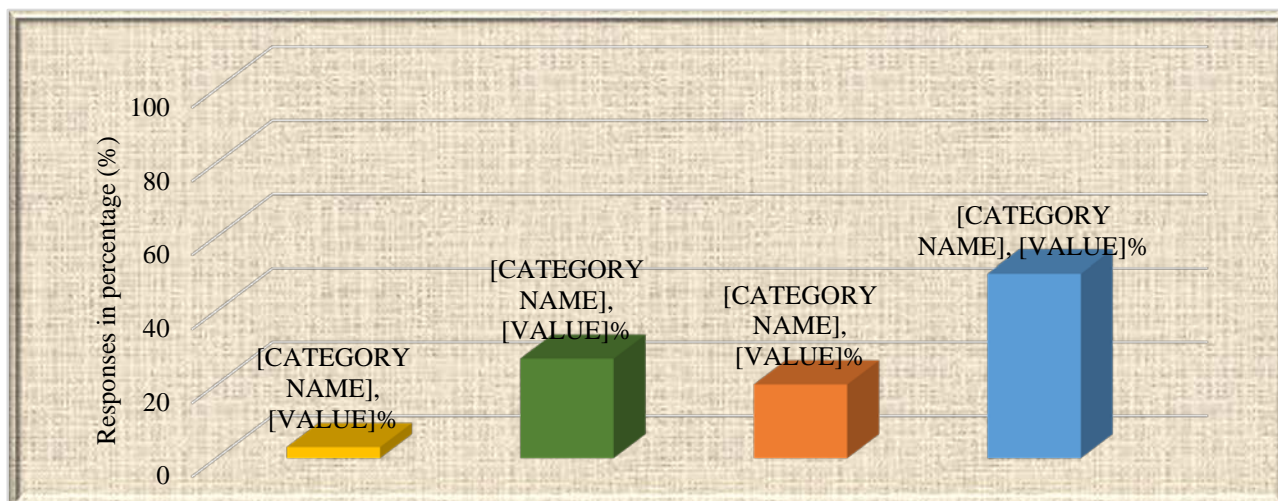 Responses in percentage (%)
100
80
60
40
20
0
[CATEGORY
NAME],
[VALUE]%
[CATEGORY
NAME],
[VALUE]%
[CATEGORY
NAME],
[VALUE]%
[CATEGORY
NAME], [VALUE]%